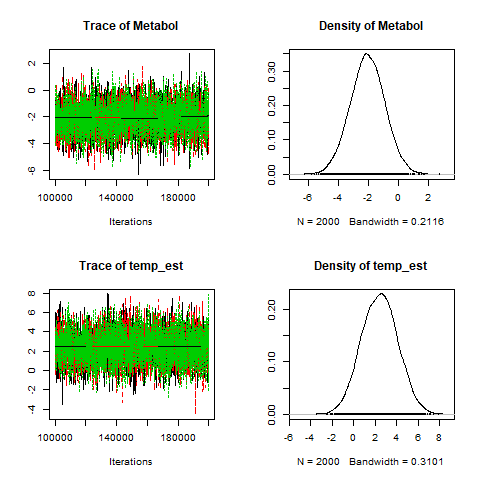 Trace of Metabol
2
0
-2
-4
-6
100000 140000 180000
Iterations
Density of Metabol
0.30
0.20
0.10
0.00
-6 -4 -2 0 2
N = 2000 Bandwidth = 0.2116
Trace of temp_est
8
6
4
2
0
-2
-4
100000 140000 180000
Iterations
Density of temp_est
0.20
0.10
0.00
-6 -4 -2 0 2 4 6 8
N = 2000 Bandwidth = 0.3101